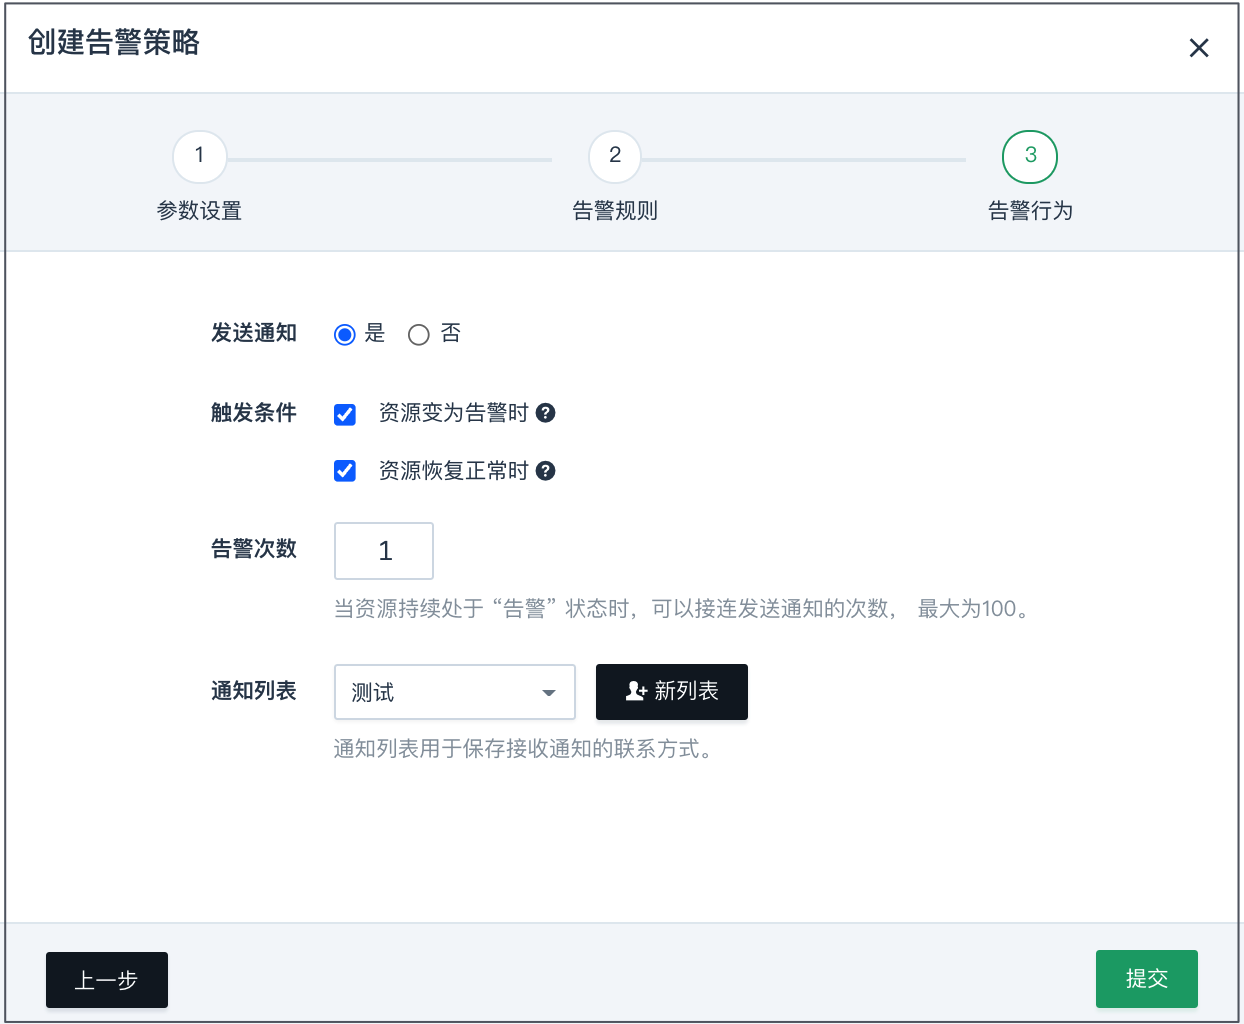 创建告警策略
1
2
3
参数设置
告警规则
告警行为
发送通知
是
否
触发条件
资源变为告警时
资源恢复正常时
告警次数
1
当资源持续处于“告警”状态时，可以接连发送通知的次数， 最大为100。
通知列表
测试
新列表
通知列表用于保存接收通知的联系方式。
上一步
提交